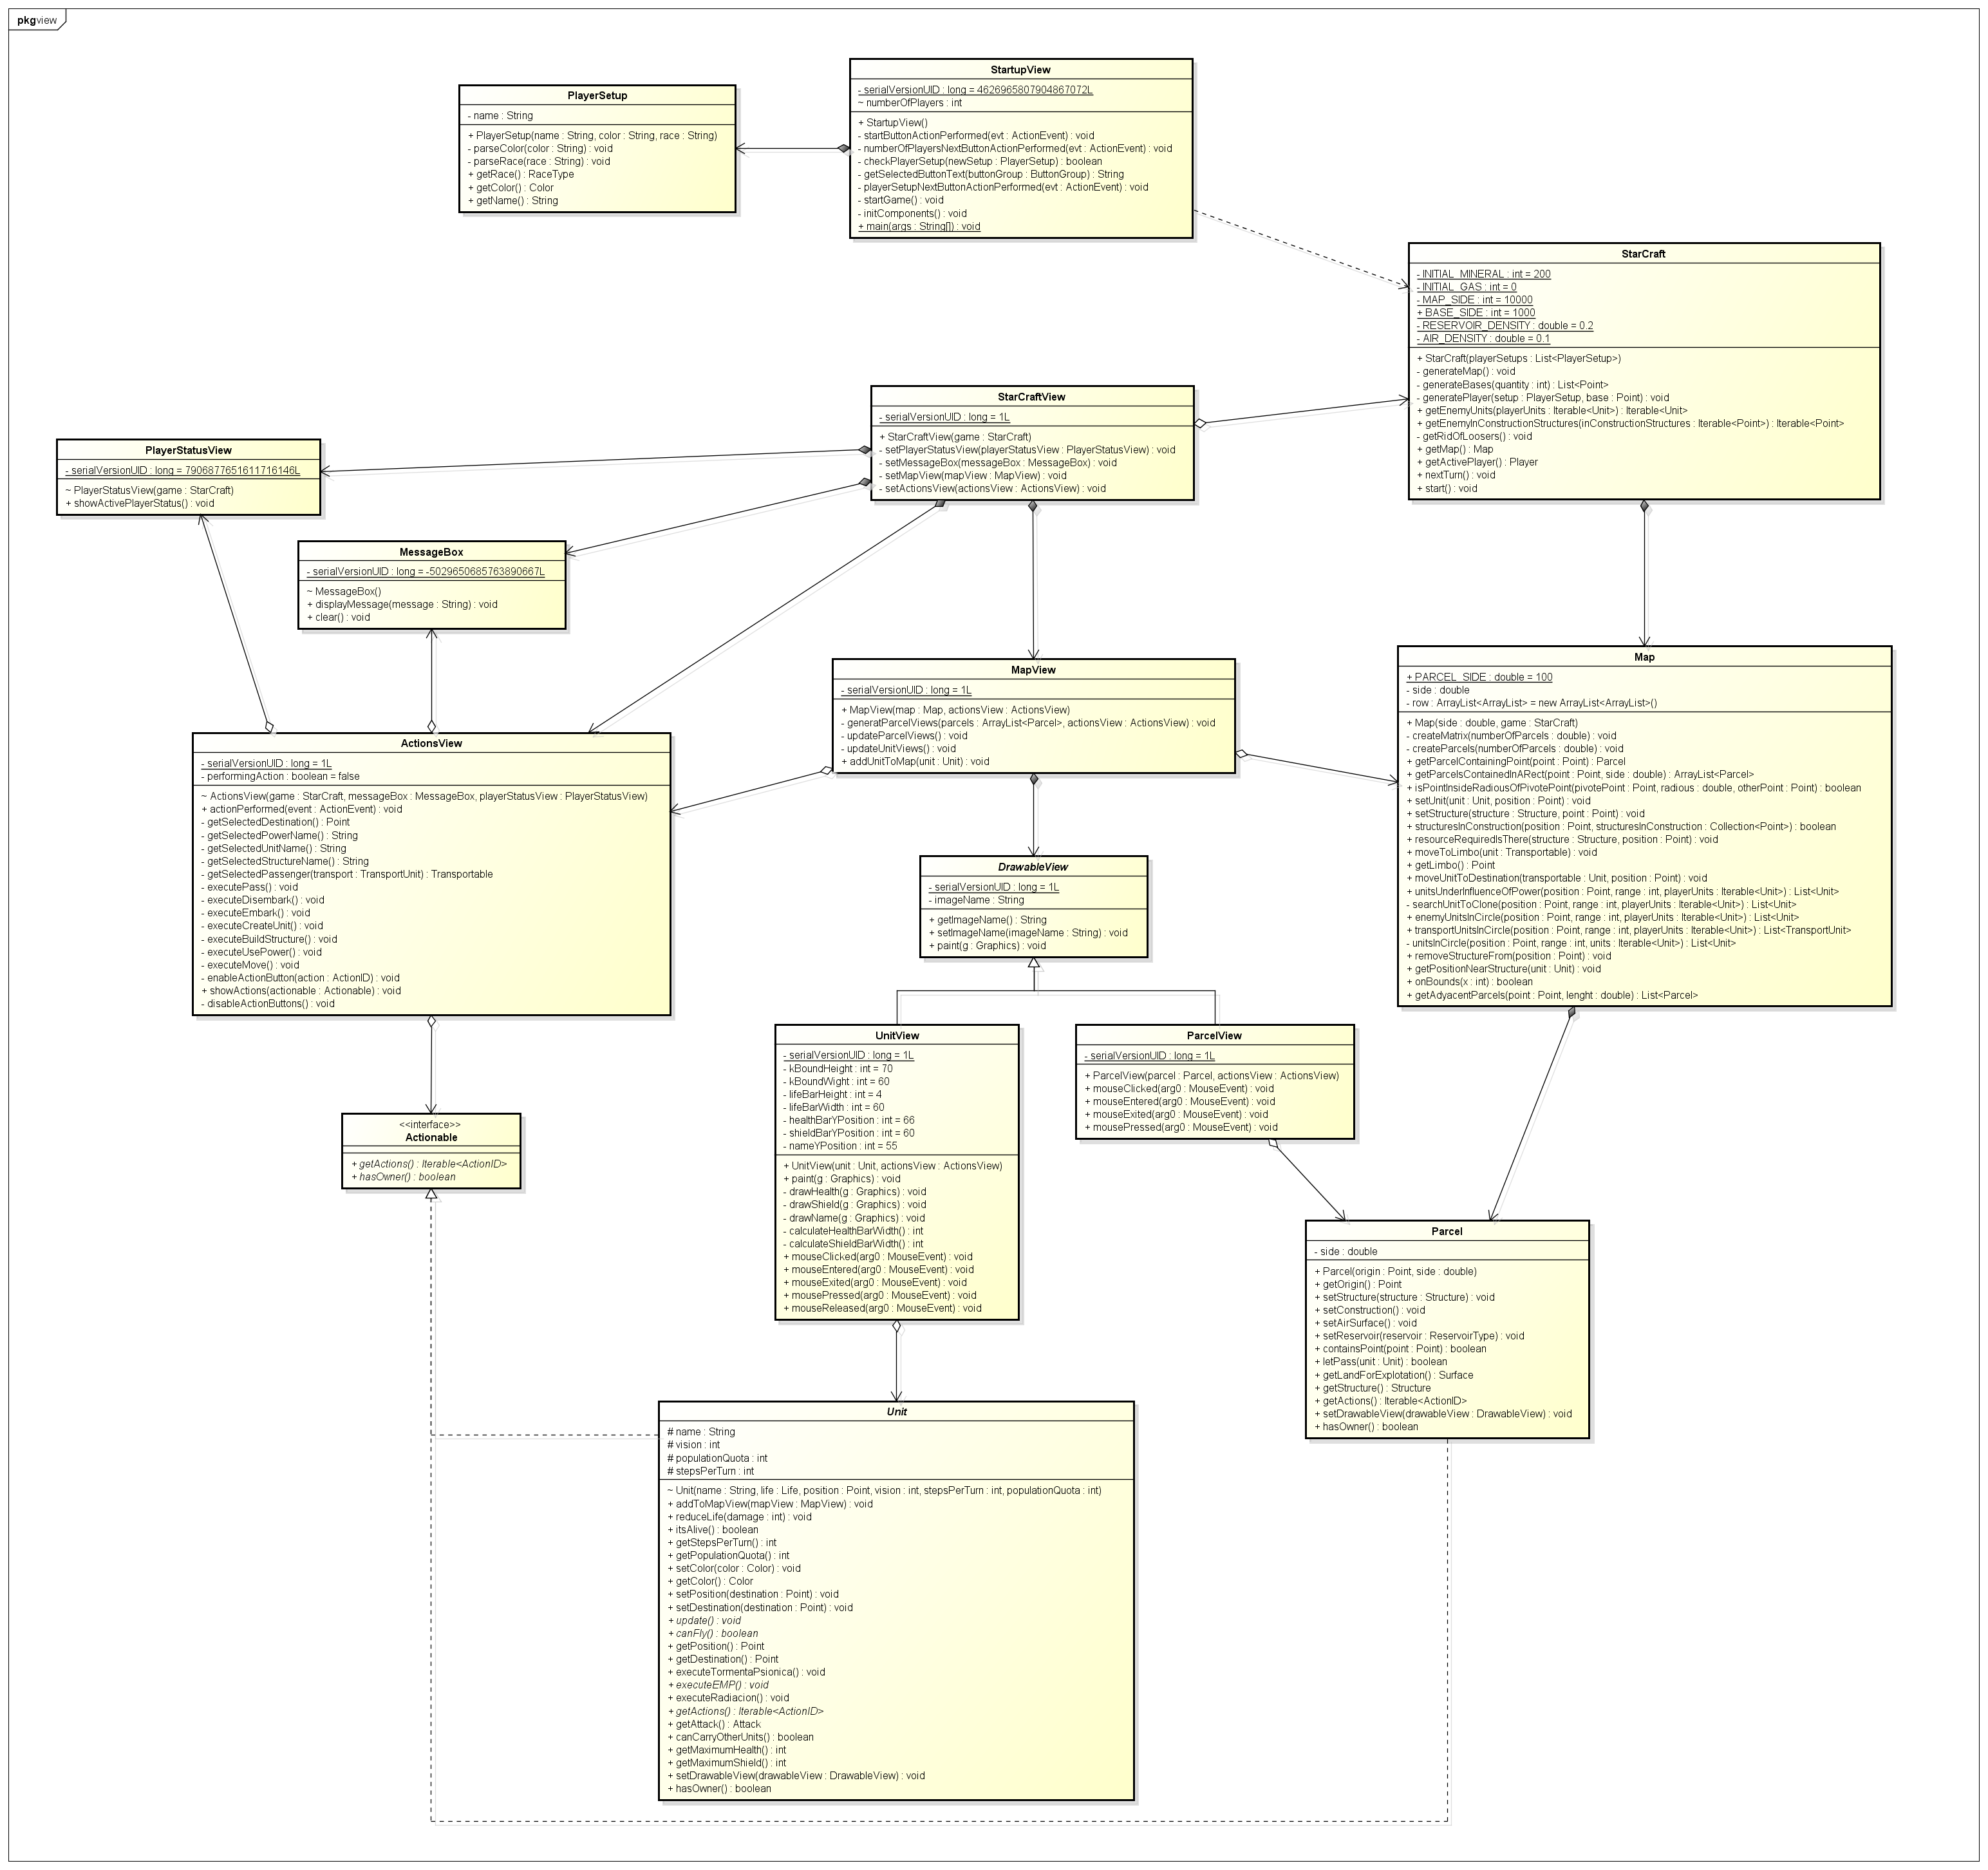 pkg view
StartupView
- serialVersionUID : long = 4626965807904867072L
~ numberOfPlayers : int
+ StartupView()
- startButtonActionPerformed(evt : ActionEvent) : void
- numberOfPlayersNextButtonActionPerformed(evt : ActionEvent) : void
- checkPlayerSetup(newSetup : PlayerSetup) : boolean
- getSelectedButtonText(buttonGroup : ButtonGroup) : String
- playerSetupNextButtonActionPerformed(evt : ActionEvent) : void
- startGame() : void
- initComponents() : void
+ main(args : String[]) : void
PlayerSetup
- name : String
+ PlayerSetup(name : String, color : String, race : String)
- parseColor(color : String) : void
- parseRace(race : String) : void
+ getRace() : RaceType
+ getColor() : Color
+ getName() : String
StarCraft
- INITIAL_MINERAL : int = 200
- INITIAL_GAS : int = 0
- MAP_SIDE : int = 10000
+ BASE_SIDE : int = 1000
- RESERVOIR_DENSITY : double = 0.2
- AIR_DENSITY : double = 0.1
+ StarCraft(playerSetups : List<PlayerSetup>)
- generateMap() : void
- generateBases(quantity : int) : List<Point>
- generatePlayer(setup : PlayerSetup, base : Point) : void
+ getEnemyUnits(playerUnits : Iterable<Unit>) : Iterable<Unit>
+ getEnemyInConstructionStructures(inConstructionStructures : Iterable<Point>) : Iterable<Point>
- getRidOfLoosers() : void
+ getMap() : Map
+ getActivePlayer() : Player
+ nextTurn() : void
+ start() : void
StarCraftView
- serialVersionUID : long = 1L
+ StarCraftView(game : StarCraft)
- setPlayerStatusView(playerStatusView : PlayerStatusView) : void
- setMessageBox(messageBox : MessageBox) : void
- setMapView(mapView : MapView) : void
- setActionsView(actionsView : ActionsView) : void
PlayerStatusView
- serialVersionUID : long = 7906877651611716146L
~ PlayerStatusView(game : StarCraft)
+ showActivePlayerStatus() : void
MessageBox
- serialVersionUID : long = -5029650685763890667L
~ MessageBox()
+ displayMessage(message : String) : void
+ clear() : void
MapView
- serialVersionUID : long = 1L
+ MapView(map : Map, actionsView : ActionsView)
- generatParcelViews(parcels : ArrayList<Parcel>, actionsView : ActionsView) : void
- updateParcelViews() : void
- updateUnitViews() : void
+ addUnitToMap(unit : Unit) : void
Map
+ PARCEL_SIDE : double = 100
- side : double
- row : ArrayList<ArrayList> = new ArrayList<ArrayList>()
+ Map(side : double, game : StarCraft)
- createMatrix(numberOfParcels : double) : void
- createParcels(numberOfParcels : double) : void
+ getParcelContainingPoint(point : Point) : Parcel
+ getParcelsContainedInARect(point : Point, side : double) : ArrayList<Parcel>
+ isPointInsideRadiousOfPivotePoint(pivotePoint : Point, radious : double, otherPoint : Point) : boolean
+ setUnit(unit : Unit, position : Point) : void
+ setStructure(structure : Structure, point : Point) : void
+ structuresInConstruction(position : Point, structuresInConstruction : Collection<Point>) : boolean
+ resourceRequiredIsThere(structure : Structure, position : Point) : void
+ moveToLimbo(unit : Transportable) : void
+ getLimbo() : Point
+ moveUnitToDestination(transportable : Unit, position : Point) : void
+ unitsUnderInfluenceOfPower(position : Point, range : int, playerUnits : Iterable<Unit>) : List<Unit>
- searchUnitToClone(position : Point, range : int, playerUnits : Iterable<Unit>) : List<Unit>
+ enemyUnitsInCircle(position : Point, range : int, playerUnits : Iterable<Unit>) : List<Unit>
+ transportUnitsInCircle(position : Point, range : int, playerUnits : Iterable<Unit>) : List<TransportUnit>
- unitsInCircle(position : Point, range : int, units : Iterable<Unit>) : List<Unit>
+ removeStructureFrom(position : Point) : void
+ getPositionNearStructure(unit : Unit) : void
+ onBounds(x : int) : boolean
+ getAdyacentParcels(point : Point, lenght : double) : List<Parcel>
ActionsView
- serialVersionUID : long = 1L
- performingAction : boolean = false
~ ActionsView(game : StarCraft, messageBox : MessageBox, playerStatusView : PlayerStatusView)
+ actionPerformed(event : ActionEvent) : void
- getSelectedDestination() : Point
- getSelectedPowerName() : String
- getSelectedUnitName() : String
- getSelectedStructureName() : String
- getSelectedPassenger(transport : TransportUnit) : Transportable
- executePass() : void
- executeDisembark() : void
- executeEmbark() : void
- executeCreateUnit() : void
- executeBuildStructure() : void
- executeUsePower() : void
- executeMove() : void
- enableActionButton(action : ActionID) : void
+ showActions(actionable : Actionable) : void
- disableActionButtons() : void
DrawableView
- serialVersionUID : long = 1L
- imageName : String
+ getImageName() : String
+ setImageName(imageName : String) : void
+ paint(g : Graphics) : void
UnitView
- serialVersionUID : long = 1L
- kBoundHeight : int = 70
- kBoundWight : int = 60
- lifeBarHeight : int = 4
- lifeBarWidth : int = 60
- healthBarYPosition : int = 66
- shieldBarYPosition : int = 60
- nameYPosition : int = 55
+ UnitView(unit : Unit, actionsView : ActionsView)
+ paint(g : Graphics) : void
- drawHealth(g : Graphics) : void
- drawShield(g : Graphics) : void
- drawName(g : Graphics) : void
- calculateHealthBarWidth() : int
- calculateShieldBarWidth() : int
+ mouseClicked(arg0 : MouseEvent) : void
+ mouseEntered(arg0 : MouseEvent) : void
+ mouseExited(arg0 : MouseEvent) : void
+ mousePressed(arg0 : MouseEvent) : void
+ mouseReleased(arg0 : MouseEvent) : void
ParcelView
- serialVersionUID : long = 1L
+ ParcelView(parcel : Parcel, actionsView : ActionsView)
+ mouseClicked(arg0 : MouseEvent) : void
+ mouseEntered(arg0 : MouseEvent) : void
+ mouseExited(arg0 : MouseEvent) : void
+ mousePressed(arg0 : MouseEvent) : void
<<interface>>
Actionable
+ getActions() : Iterable<ActionID>
+ hasOwner() : boolean
Parcel
- side : double
+ Parcel(origin : Point, side : double)
+ getOrigin() : Point
+ setStructure(structure : Structure) : void
+ setConstruction() : void
+ setAirSurface() : void
+ setReservoir(reservoir : ReservoirType) : void
+ containsPoint(point : Point) : boolean
+ letPass(unit : Unit) : boolean
+ getLandForExplotation() : Surface
+ getStructure() : Structure
+ getActions() : Iterable<ActionID>
+ setDrawableView(drawableView : DrawableView) : void
+ hasOwner() : boolean
Unit
# name : String
# vision : int
# populationQuota : int
# stepsPerTurn : int
~ Unit(name : String, life : Life, position : Point, vision : int, stepsPerTurn : int, populationQuota : int)
+ addToMapView(mapView : MapView) : void
+ reduceLife(damage : int) : void
+ itsAlive() : boolean
+ getStepsPerTurn() : int
+ getPopulationQuota() : int
+ setColor(color : Color) : void
+ getColor() : Color
+ setPosition(destination : Point) : void
+ setDestination(destination : Point) : void
+ update() : void
+ canFly() : boolean
+ getPosition() : Point
+ getDestination() : Point
+ executeTormentaPsionica() : void
+ executeEMP() : void
+ executeRadiacion() : void
+ getActions() : Iterable<ActionID>
+ getAttack() : Attack
+ canCarryOtherUnits() : boolean
+ getMaximumHealth() : int
+ getMaximumShield() : int
+ setDrawableView(drawableView : DrawableView) : void
+ hasOwner() : boolean